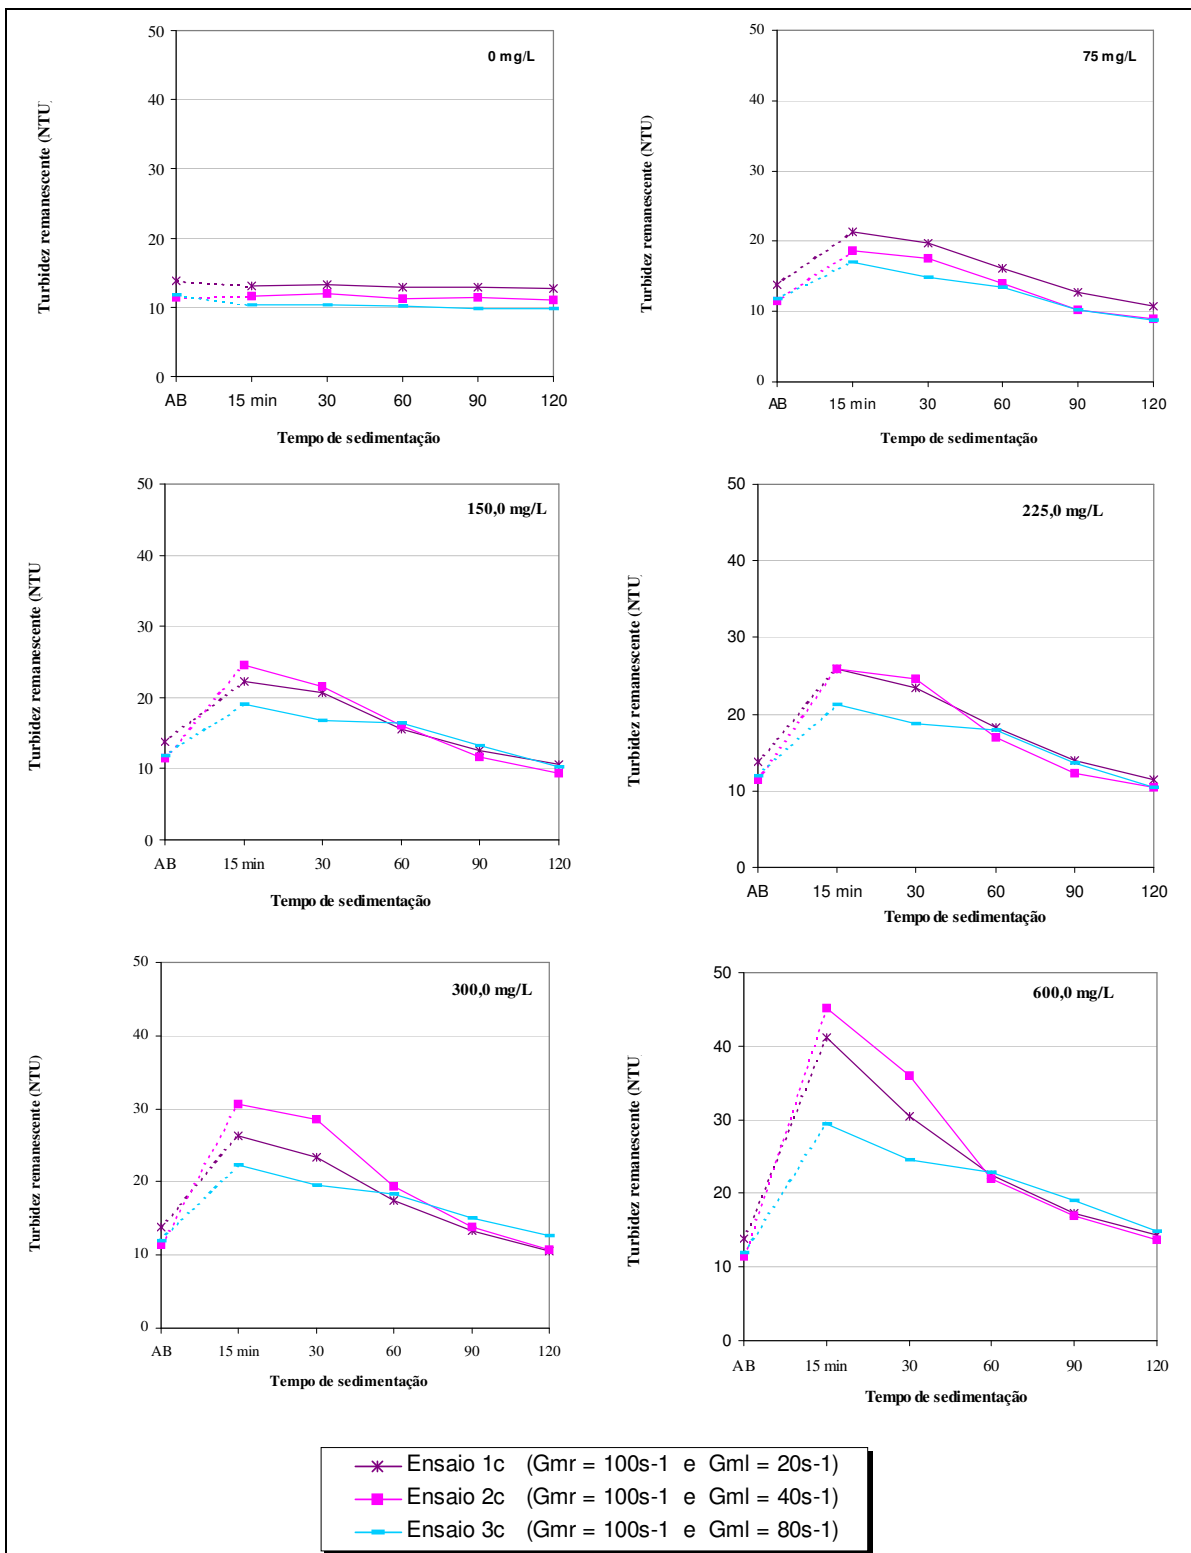 0 mg/L
Turbidez remanescente (NTU)
50
40
30
20
10
0
AB 15 min 30 60 90 120
Tempo de sedimentação
75 mg/L
Turbidez remanescente (NTU)
50
40
30
20
10
0
AB 15 min 30 60 90 120
Tempo de sedimentação
150,0 mg/L
Turbidez remanescente (NTU
50
40
30
20
10
0
AB 15 min 30 60 90 120
Tempo de sedimentação
225,0 mg/L
Turbidez remanescente (NTU
50
40
30
20
10
0
AB 15 min 30 60 90 120
Tempo de sedimentação
300,0 mg/L
Turbidez remanescente (NTU)
50
40
30
20
10
0
AB 15 min 30 60 90 120
Tempo de sedimentação
600,0 mg/L
Turbidez remanescente (NTU
50
40
30
20
10
0
AB 15 min 30 60 90 120
Tempo de sedimentação
Ensaio 1c (Gmr = 100s-1 e Gml = 20s-1)
Ensaio 2c (Gmr = 100s-1 e Gml = 40s-1)
Ensaio 3c (Gmr = 100s-1 e Gml = 80s-1)